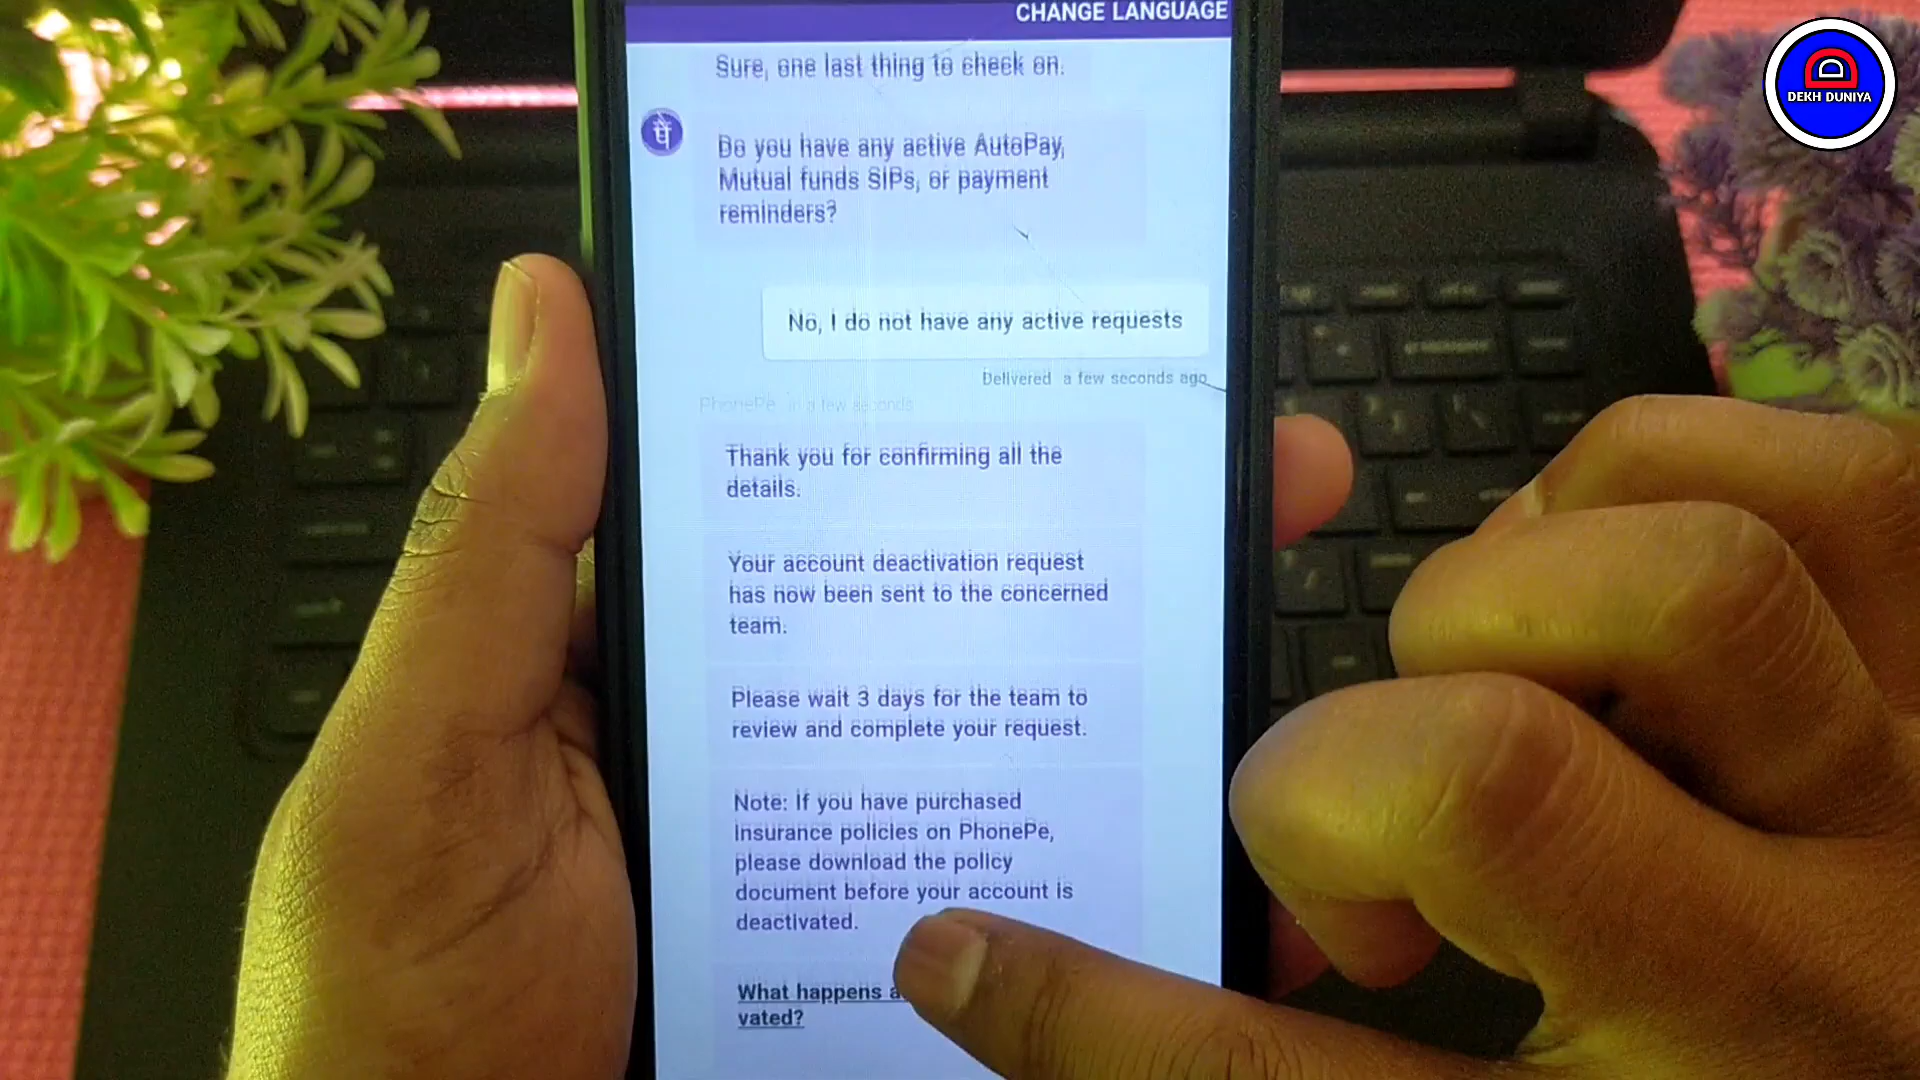 CHANGE LANGUAGE
DEKH DUNIYA
Sure, one last thing to check on.
पे
Do you have any active AutoPay,
Mutual funds SIPs, or payment
reminders?
No, I do not have any active requests
Delivered a few seconds ago
PhonePe in a few seconds
Thank you for confirming all the
details.
Your account deactivation request
has now been sent to the concerned
team.
Please wait 3 days for the team to
review and complete your request.
Note: If you have purchased
insurance policies on PhonePe,
please download the policy
document before your account is
deactivated.
What happens
vated?